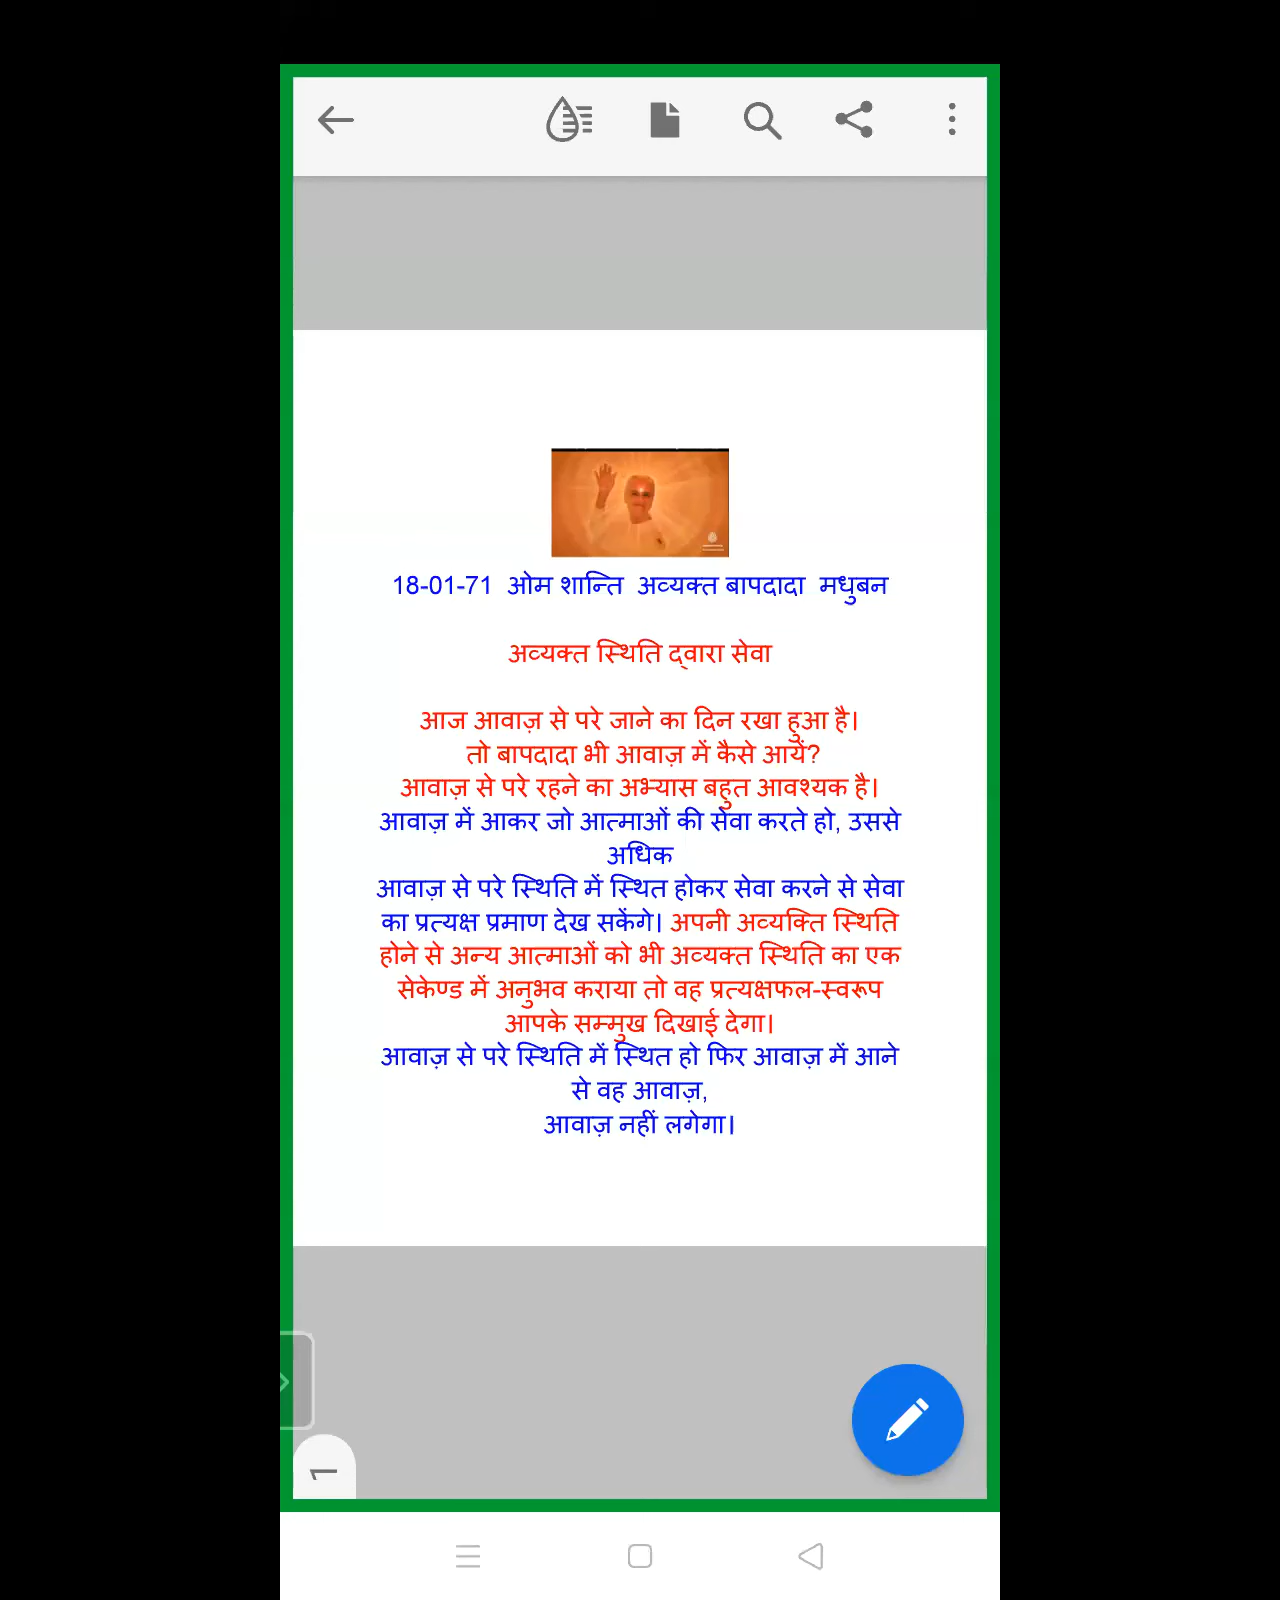 18-01-71 ओम शान्ति अव्यक्त बापदादा मधुबन
अव्यक्त स्थिति द्वारा सेवा
आज आवाज़ से परे जाने का दिन रखा हुआ है।
तो बापदादा भी आवाज़ में कैसे आयें?
आवाज़ से परे रहने का अभ्यास बहुत आवश्यक है।
आवाज़ में आकर जो आत्माओं की सेवा करते हो, उससे
अधिक
आवाज़ से परे स्थिति में स्थित होकर सेवा करने से सेवा
का प्रत्यक्ष प्रमाण देख सकेंगे। अपनी अव्यक्ति स्थिति
होने से अन्य आत्माओं को भी अव्यक्त स्थिति का एक
सेकेण्ड में अनुभव कराया तो वह प्रत्यक्षफल-स्वरूप
आपके सम्मुख दिखाई देगा।
आवाज़ से परे स्थिति में स्थित हो फिर आवाज़ में आने
से वह आवाज़,
आवाज़ नहीं लगेगा।
1